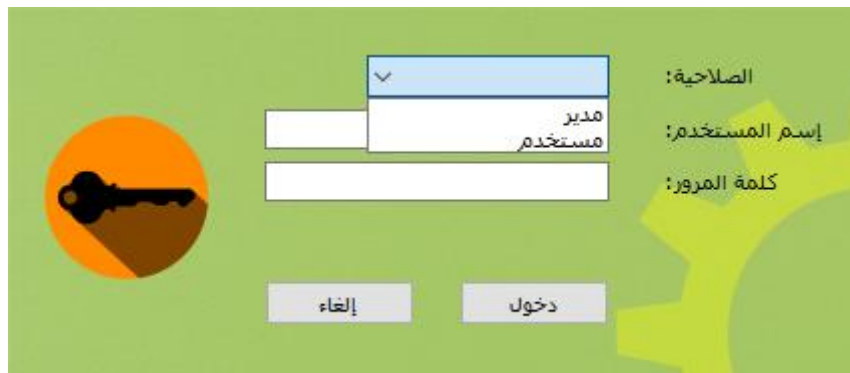 الصلاحية:
مدير
إسم المستخدم:
مستخدم
كلمة المرور:
دخول
إلغاء